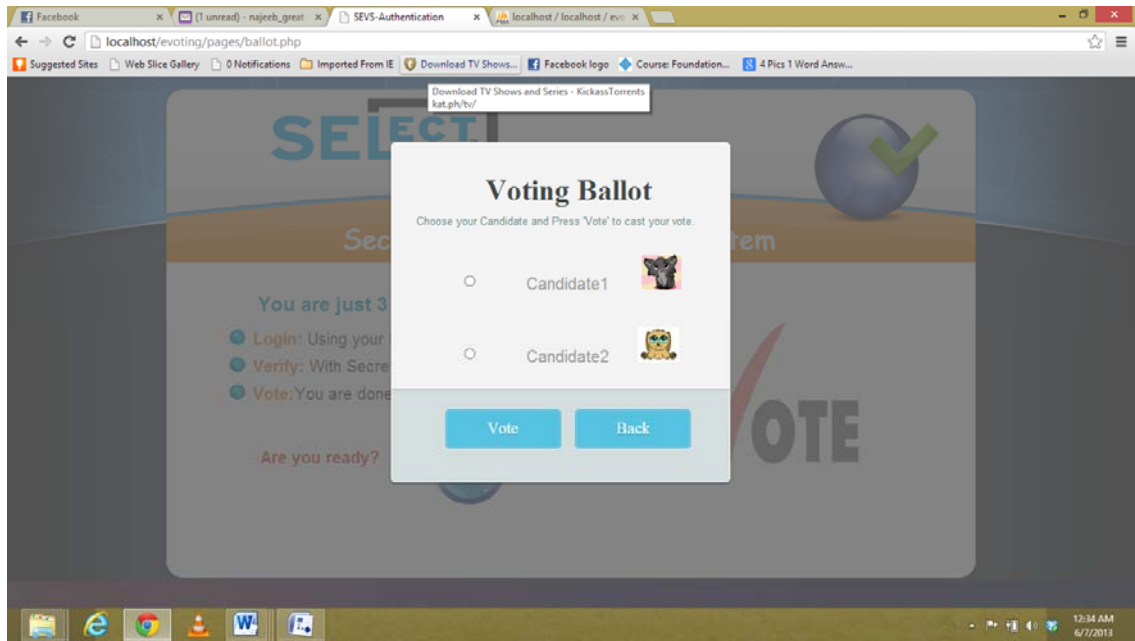 Facebook
(1 unread) - najeeb_great
SEVS-Authentication
localhost / localhost / evo
localhost/evoting/pages/ballot.php
Suggested Sites
Web Slice Gallery
0 Notifications
Imported From IE
Download TV Shows...
Facebook logo
Course: Foundation...
4 Pics 1 Word Answ...
Download TV Shows and Series - KickassTorrents
kat.ph/tv/
SELECT
Voting Ballot
Choose your Candidate and Press 'Vote' to cast your vote.
Sec
tem
Candidate1
You are just 3
Login: Using your
Candidate2
Verify: With Secre
Vote:You are done
Vote
Back
VOTE
Are you ready?
12:34 AM
6/7/2013